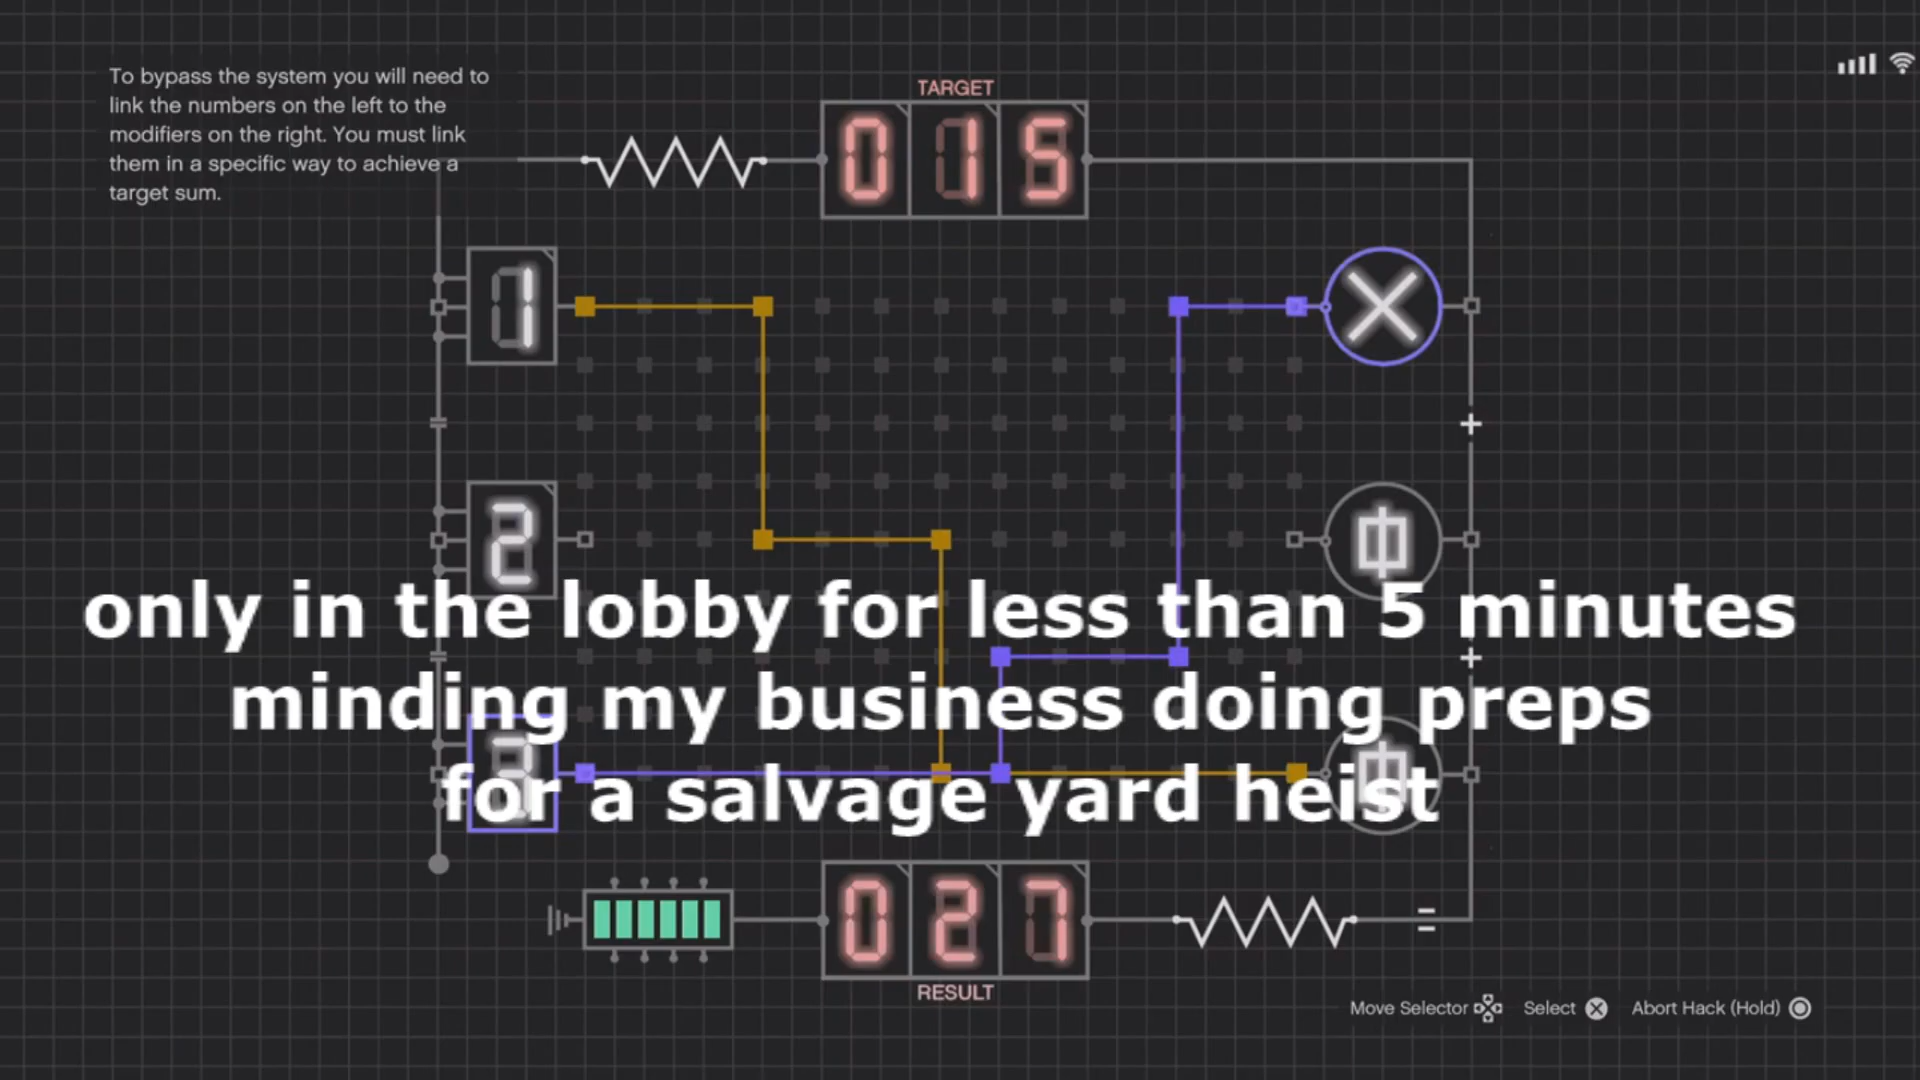 To bypass the system you will need to
link the numbers on the left to the
modifiers on the right. You must link
them in a specific way to achieve a
target sum.
TARGET
015
1
2
only in the lobby for less than 5 minutes
minding my business doing preps
for a salvage yard heist
027
RESULT
Move Selector Select Abort Hack (Hold)